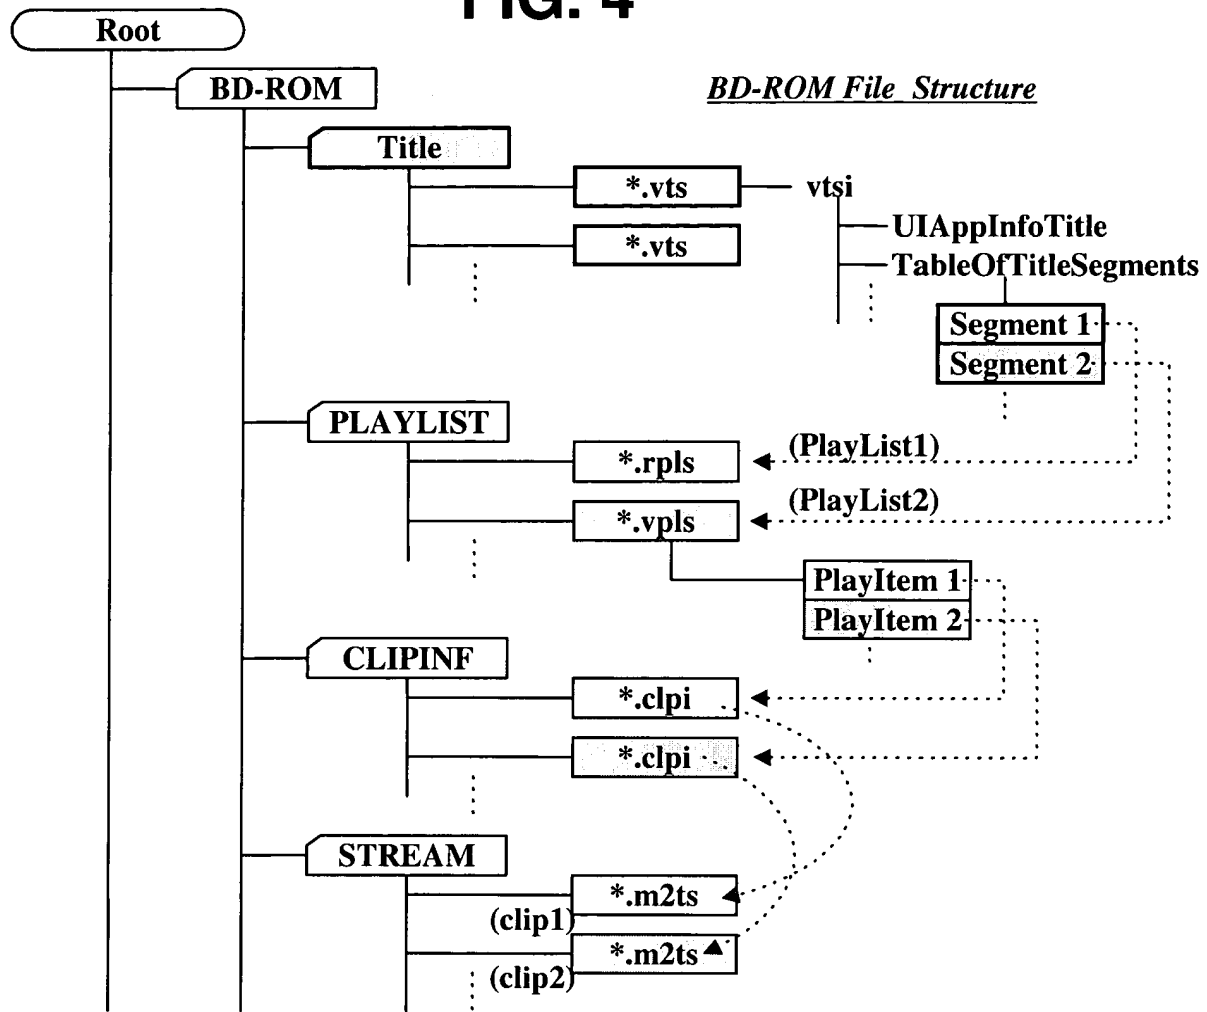 FIG. 4
Root
BD-ROM
BD-ROM File Structure
Title
*.vts
vtsi
*.vts
UIAppInfoTitle
TableOfTitleSegments
Segment 1
Segment 2
PLAYLIST
*.rpls
(PlayList1)
*.vpls
(PlayList2)
PlayItem 1
PlayItem 2
CLIPINF
*.clpi
*.clpi
STREAM
*.m2ts
(clip1)
*.m2ts
(clip2)